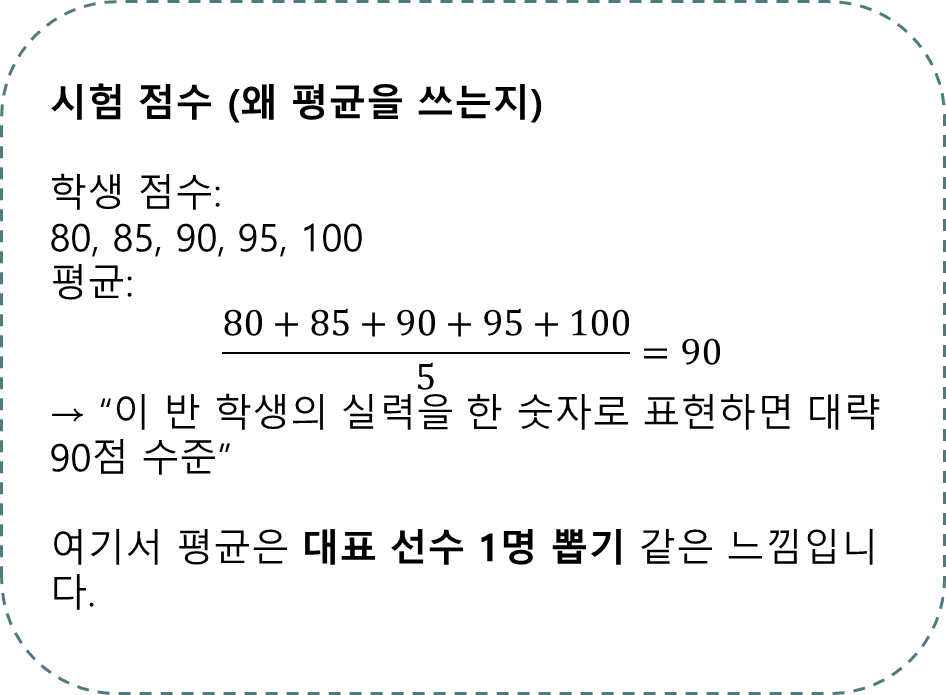 시험 점수 (왜 평균을 쓰는지)
학생 점수:
80, 85, 90, 95, 100
평균:
80 + 85 + 90 + 95 + 100
= 90
5
→ “이 반 학생의 실력을 한 숫자로 표현하면 대략
90점 수준”
여기서 평균은 대표 선수 1명 뽑기 같은 느낌입니
다.